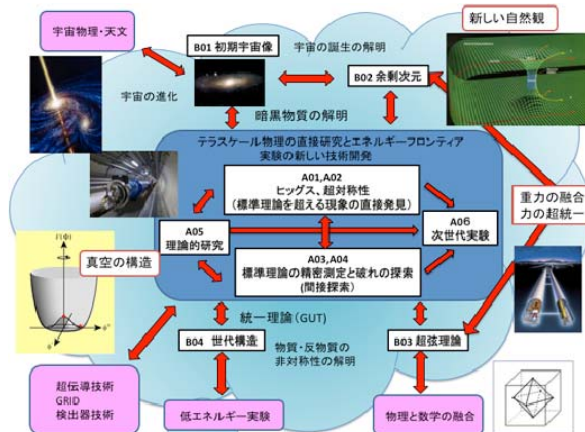 宇宙物理・天文
B01 初期宇宙像
宇宙の誕生の解明
新しい自然観
B02 余剰次元
宇宙の進化
暗黒物質の解明
テラスケール物理の直接研究とエネルギーフロンティア
実験の新しい技術開発
A01,A02
ヒッグス、超対称性
(標準理論を超える現象の直接発見)
A05
理論的研究
A06
次世代実験
重力の融合
力の超統一
A03,A04
標準理論の精密測定と破れの探索
(間接探索)
真空の構造
統一理論(GUT)
B04 世代構造
物質・反物質の
非対称性の解明
B03 超弦理論
超伝導技術
GRID
検出器技術
低エネルギー実験
物理と数学の融合